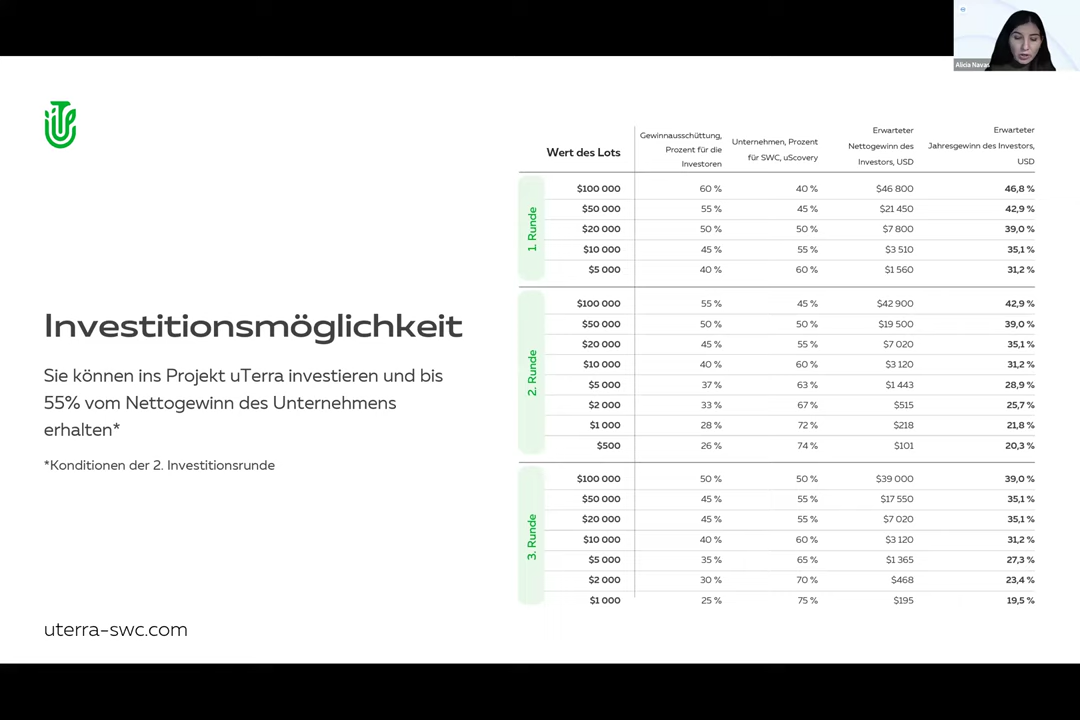 Alicia Navas
Investitionsmöglichkeit
Sie können ins Projekt uTerra investieren und bis
55% vom Nettogewinn des Unternehmens
erhalten*
*Konditionen der 2. Investitionsrunde
uterra-swc.com
Wert des Lots
Gewinnausschüttung,
Prozent für die
Investoren
Unternehmen, Prozent
für SWC, uScovery
Erwarteter
Nettogewinn des
Investors, USD
Erwarteter
Jahresgewinn des Investors,
USD
1. Runde
$100 000 60 % 40 % $46 800 46,8 %
$50 000 55 % 45 % $21 450 42,9 %
$20 000 50 % 50 % $7 800 39,0 %
$10 000 45 % 55 % $3 510 35,1 %
$5 000 40 % 60 % $1 560 31,2 %
2. Runde
$100 000 55 % 45 % $42 900 42,9 %
$50 000 50 % 50 % $19 500 39,0 %
$20 000 45 % 55 % $7 020 35,1 %
$10 000 40 % 60 % $3 120 31,2 %
$5 000 37 % 63 % $1 443 28,9 %
$2 000 33 % 67 % $515 25,7 %
$1 000 28 % 72 % $218 21,8 %
$500 26 % 74 % $101 20,3 %
3. Runde
$100 000 50 % 50 % $39 000 39,0 %
$50 000 45 % 55 % $17 550 35,1 %
$20 000 45 % 55 % $7 020 35,1 %
$10 000 40 % 60 % $3 120 31,2 %
$5 000 35 % 65 % $1 365 27,3 %
$2 000 30 % 70 % $468 23,4 %
$1 000 25 % 75 % $195 19,5 %